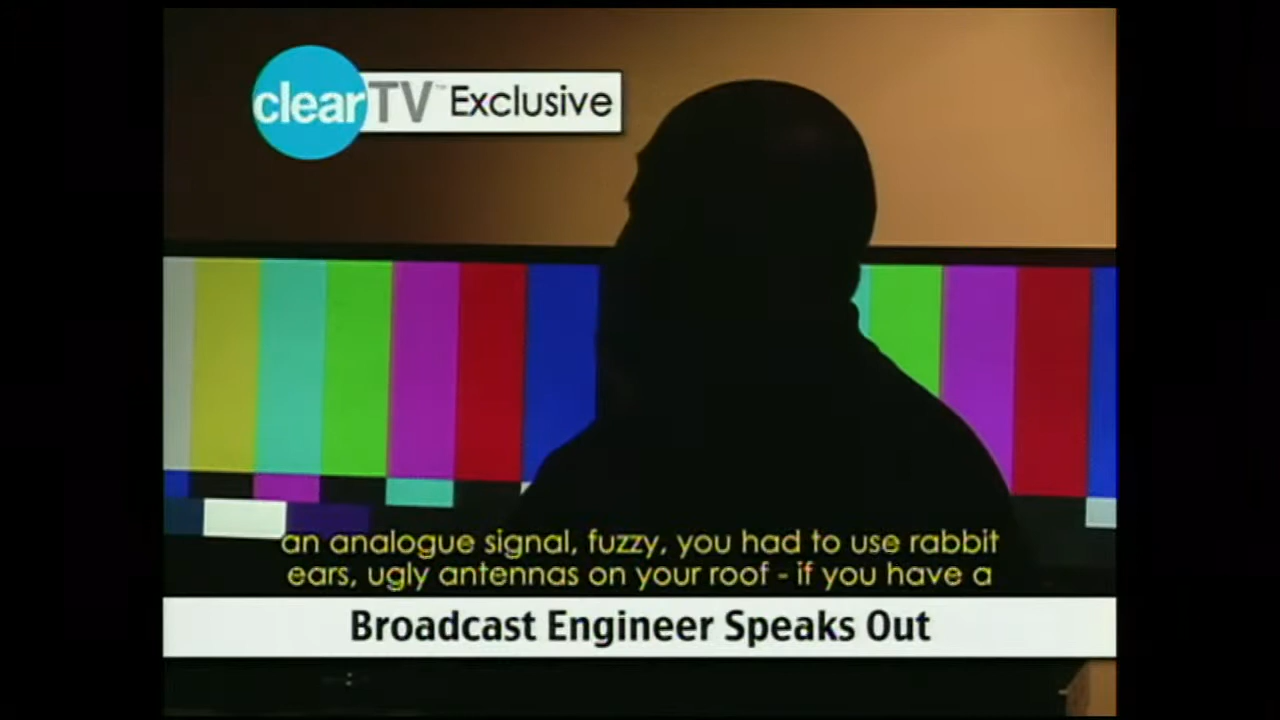 clearTV™ Exclusive
an analogue signal, fuzzy, you had to use rabbit
ears, ugly antennas on your roof - if you have a
Broadcast Engineer Speaks Out